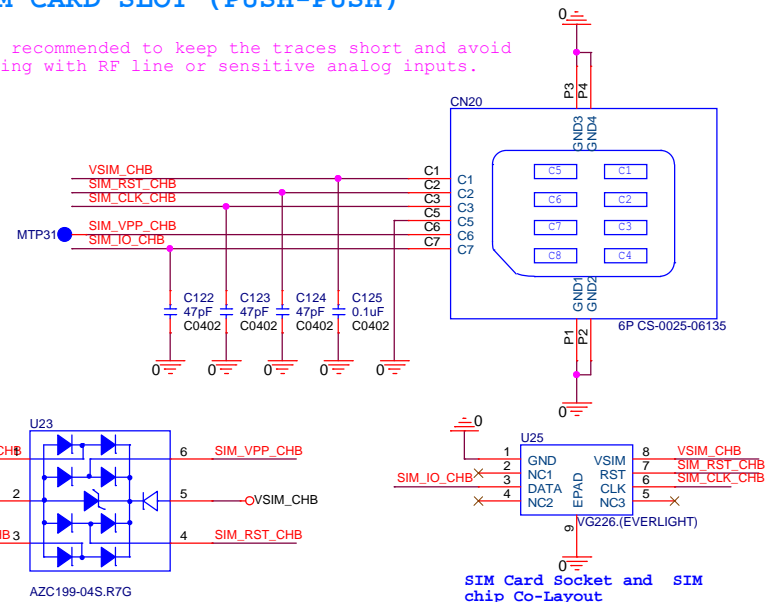 CARD SLOT (PUSH-PUSH)
recommended to keep the traces short and avoid
with RF line or sensitive analog inputs.
0
P3
P4
CN20
GND3
GND4
VSIM_CHB
SIM_RST_CHB
SIM_CLK_CHB
SIM_VPP_CHB
SIM_IO_CHB
MTP31
C1
C2
C3
C5
C6
C7
C1
C2
C3
C5
C6
C7
C5 C1
C6 C2
C7 C3
C8 C4
GND1
GND2
P1
P2
6P CS-0025-06135
0
C122
47pF
C0402
C123
47pF
C0402
C124
47pF
C0402
C125
0.1uF
C0402
0 0 0 0 0
U23
2
3
6 SIM_VPP_CHB
5 VSIM_CHB
4 SIM_RST_CHB
AZC199-04S.R7G
0
U25
1 GND
2 NC1
SIM_IO_CHB 3 DATA
4 NC2
EPAD
VSIM 8 VSIM_CHB
RST 7 SIM_RST_CHB
CLK 6 SIM_CLK_CHB
NC3 5
9
VG226.(EVERLIGHT)
0
SIM Card Socket and SIM
chip Co-Layout